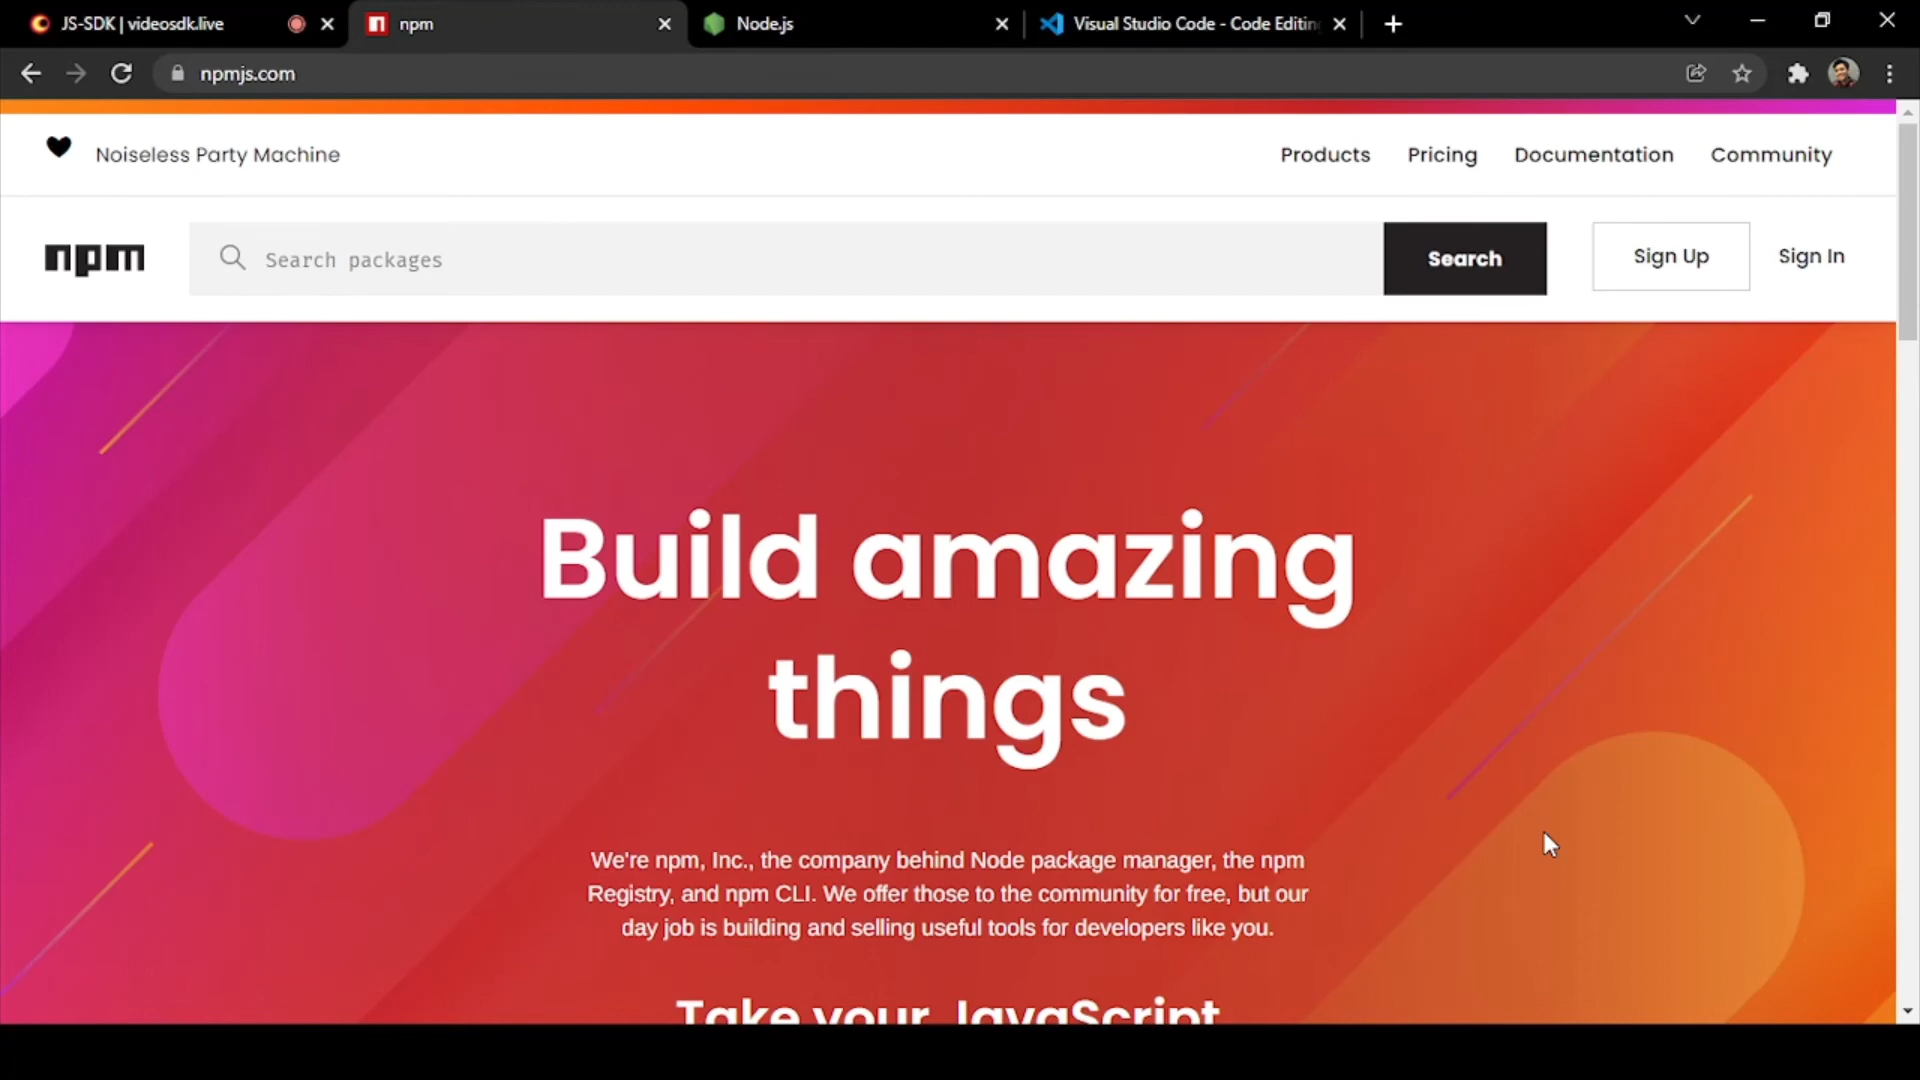 JS-SDK | videosdk.live
npm
Node.js
Visual Studio Code - Code Editin
npmjs.com
Noiseless Party Machine
Products
Pricing
Documentation
Community
npm
Search packages
Search
Sign Up
Sign In
Build amazing
things
We're npm, Inc., the company behind Node package manager, the npm
Registry, and npm CLI. We offer those to the community for free, but our
day job is building and selling useful tools for developers like you.
Take your JavaScript